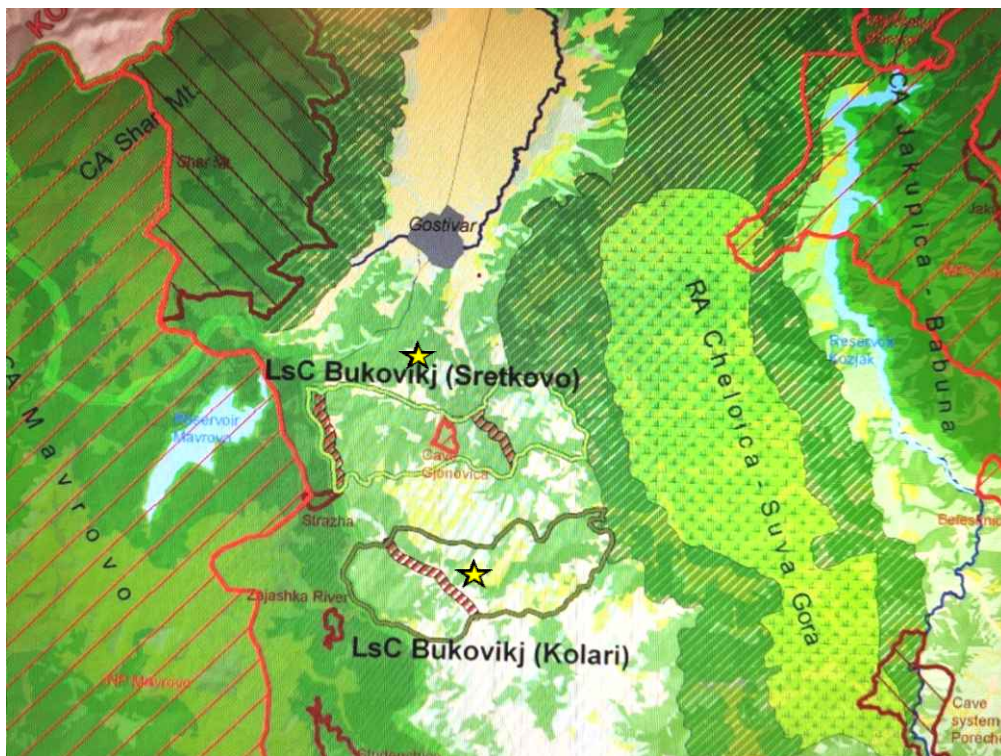 CA Shar Mt.
Shar Mt
Gostivar
LsC Bukovikj (Sretkovo)
Reservoir
Mavrova
Cave
Gjonovica
Strazha
Zajashka River
LsC Bukovikj (Kolari)
CA Mavrovo
NP Mavrovo
RA Cheloica - Suva Gora
CA Jakupica - Babuna
Reservoir
Kozjak
Cave
system
Porech